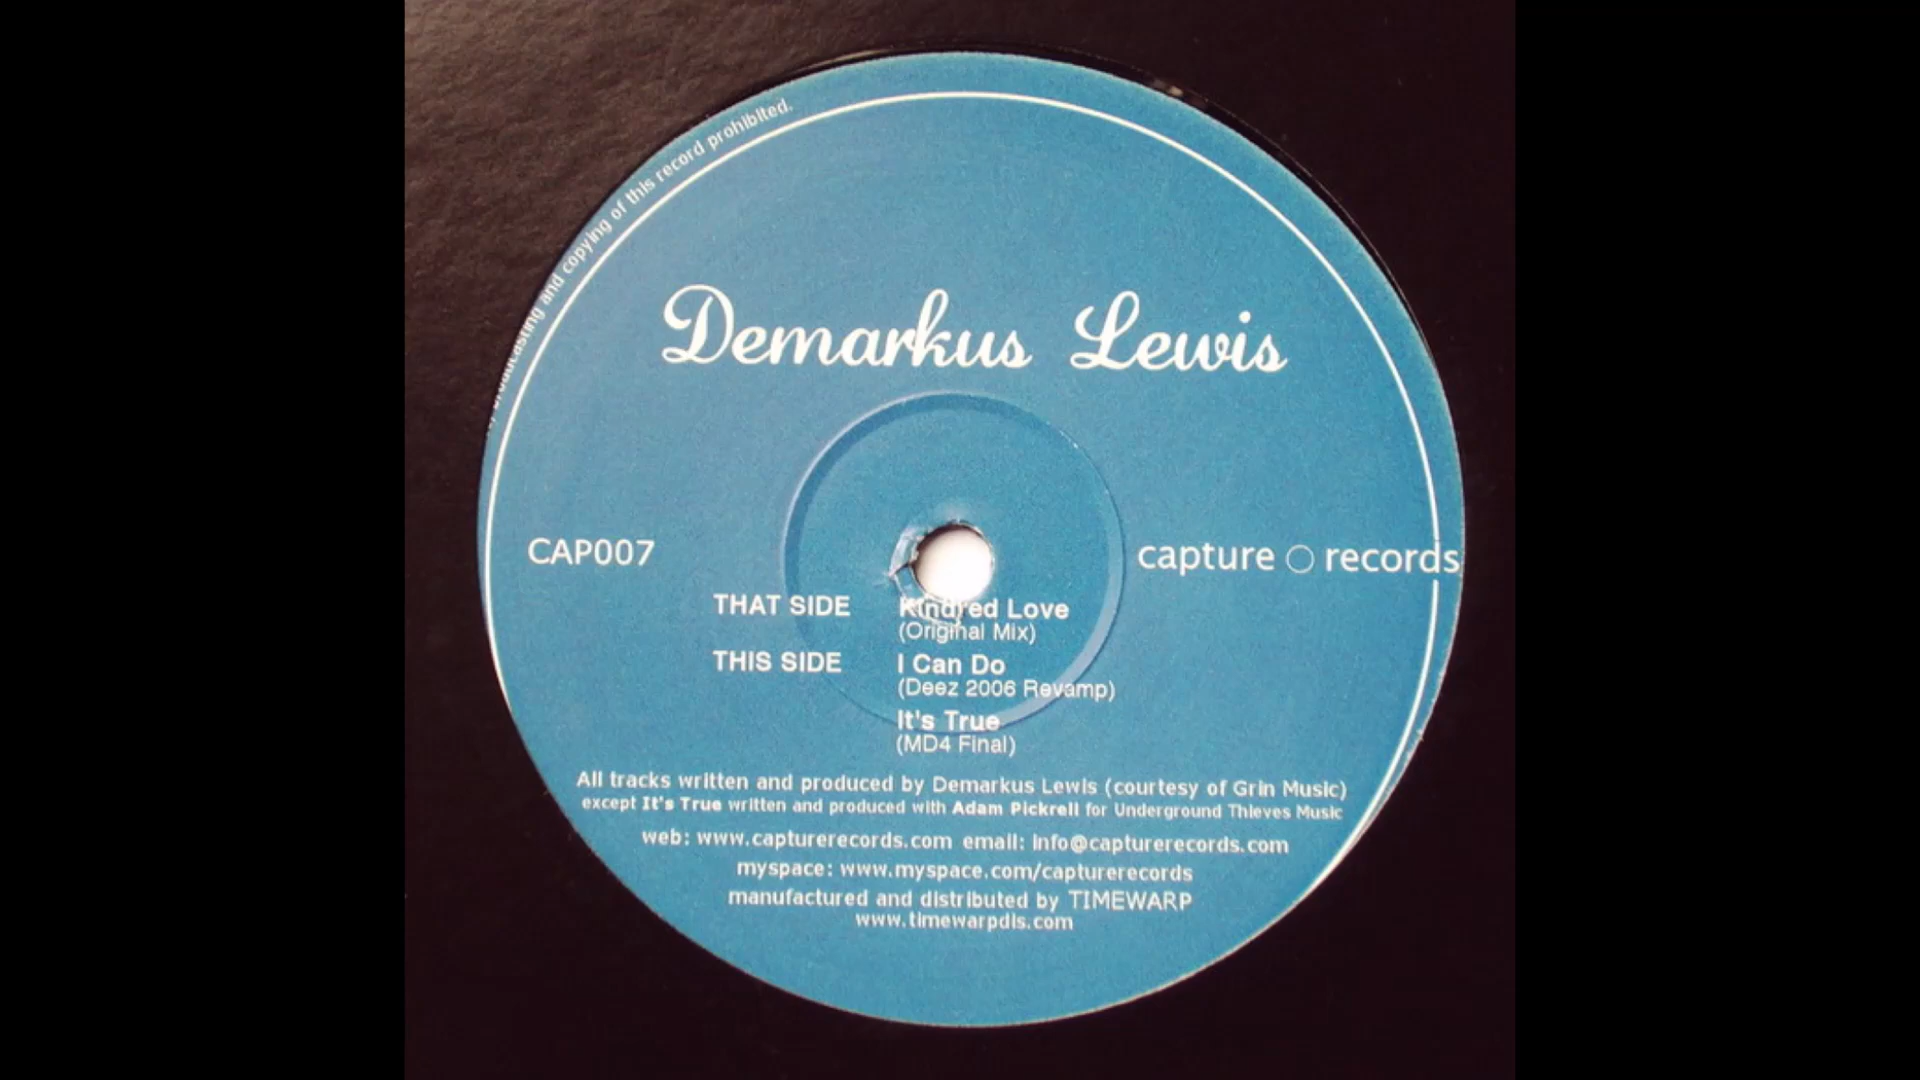 broadcasting and copying of this record prohibited.
Demarkus Lewis
CAP007
capture records
THAT SIDE Kindred Love
(Original Mix)
THIS SIDE I Can Do
(Deez 2006 Revamp)
It's True
(MD4 Final)
All tracks written and produced by Demarkus Lewis (courtesy of Grin Music)
except It's True written and produced with Adam Pickrell for Underground Thieves Music
web: www.capturerecords.com email: info@capturerecords.com
myspace: www.myspace.com/capturerecords
manufactured and distributed by TIMEWARP
www.timewarpdis.com